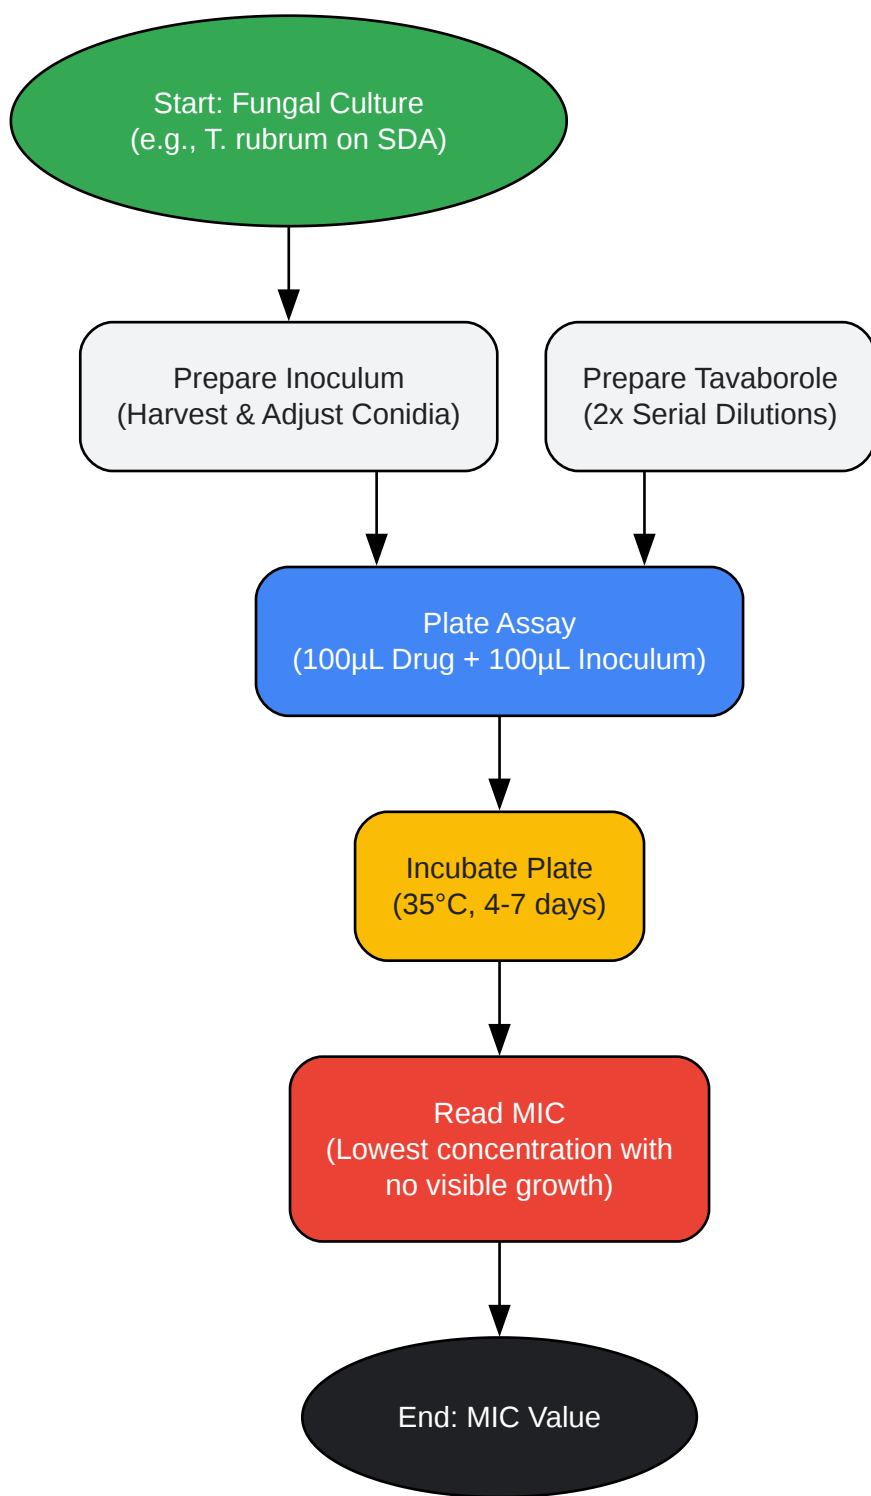 Start: Fungal Culture
(e.g., T. rubrum on SDA)
Prepare Inoculum
(Harvest & Adjust Conidia)
Prepare Tavaborole
(2x Serial Dilutions)
Plate Assay
(100µL Drug + 100µL Inoculum)
Incubate Plate
(35°C, 4-7 days)
Read MIC
(Lowest concentration with
no visible growth)
End: MIC Value